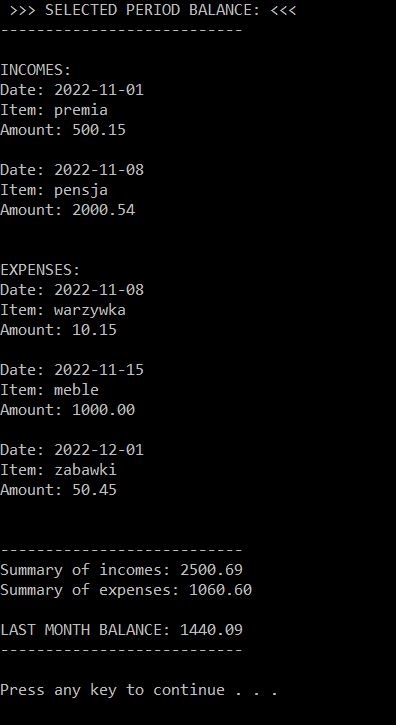 >>> SELECTED PERIOD BALANCE: <<<
---------------------------
INCOMES:
Date: 2022-11-01
Item: premia
Amount: 500.15
Date: 2022-11-08
Item: pensja
Amount: 2000.54
EXPENSES:
Date: 2022-11-08
Item: warzywka
Amount: 10.15
Date: 2022-11-15
Item: meble
Amount: 1000.00
Date: 2022-12-01
Item: zabawki
Amount: 50.45
---------------------------
Summary of incomes: 2500.69
Summary of expenses: 1060.60
LAST MONTH BALANCE: 1440.09
---------------------------
Press any key to continue . . .